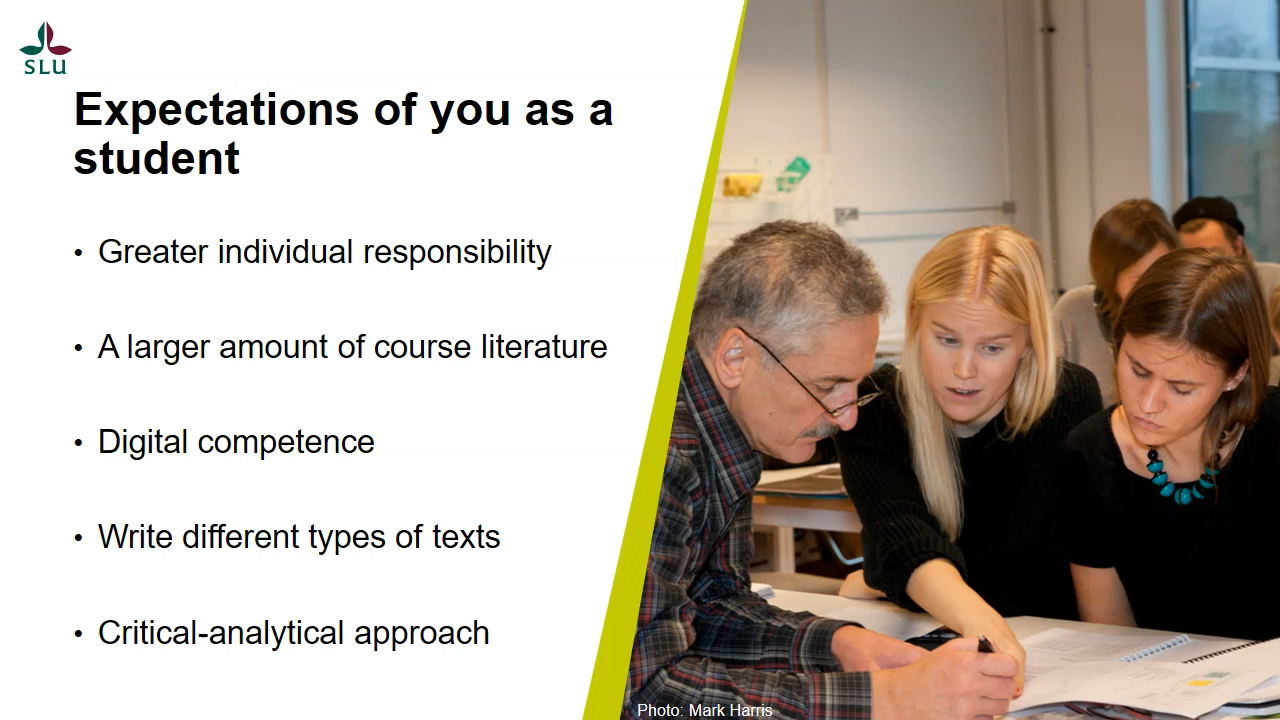 SLU
Expectations of you as a
student
• Greater individual responsibility
• A larger amount of course literature
• Digital competence
• Write different types of texts
• Critical-analytical approach
Photo: Mark Harris